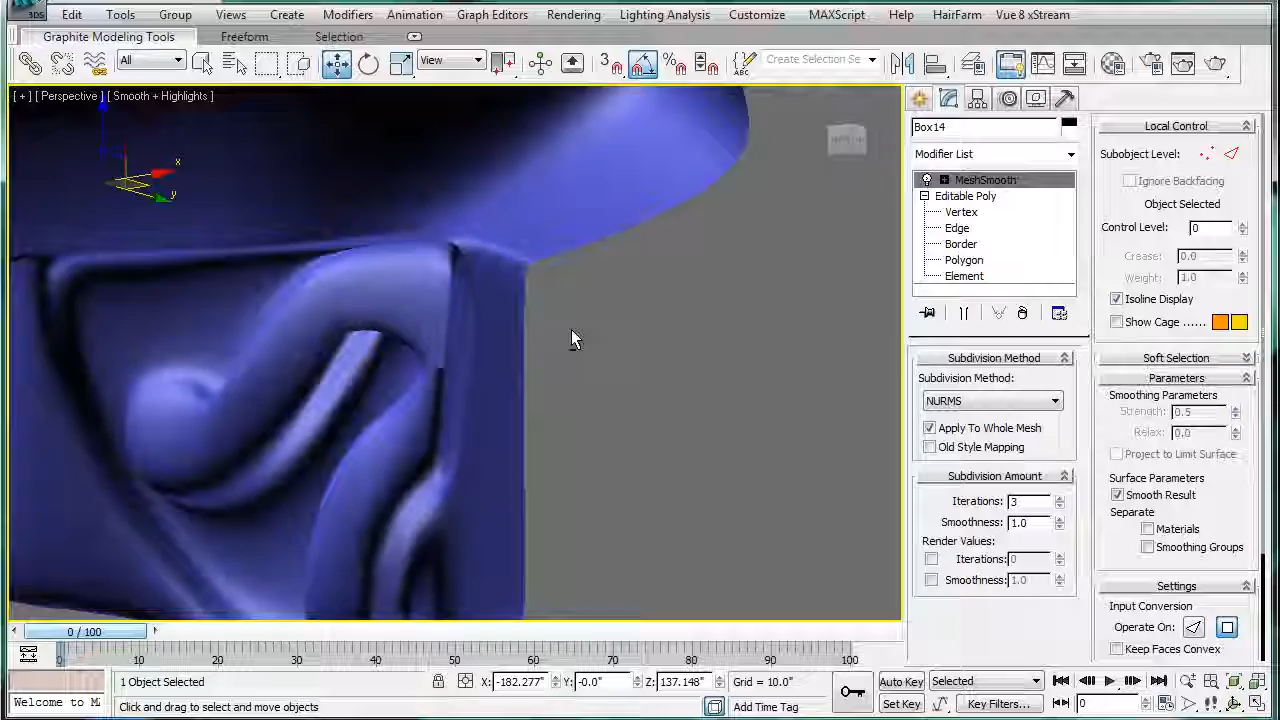 3DS Edit Tools Group Views Create Modifiers Animation Graph Editors Rendering Lighting Analysis Customize MAXScript Help HairFarm Vue 8 xStream
Graphite Modeling Tools Freeform Selection
All View 3 ABC Create Selection Se
[ + ] [ Perspective ] [ Smooth + Highlights ]
x
y
Box14
Modifier List
MeshSmooth
Editable Poly
Vertex
Edge
Border
Polygon
Element
Subdivision Method
Subdivision Method:
NURMS
Apply To Whole Mesh
Old Style Mapping
Subdivision Amount
Iterations: 3
Smoothness: 1.0
Render Values:
Iterations: 0
Smoothness: 1.0
Local Control
Subobject Level:
Ignore Backfacing
Object Selected
Control Level: 0
Crease: 0.0
Weight: 1.0
Isoline Display
Show Cage ......
Soft Selection
Parameters
Smoothing Parameters
Strength: 0.5
Relax: 0.0
Project to Limit Surface
Surface Parameters
Smooth Result
Separate
Materials
Smoothing Groups
Settings
Input Conversion
Operate On:
Keep Faces Convex
0 / 100
0 10 20 30 40 50 60 70 80 90 100
1 Object Selected X: -182.277" Y: -0.0" Z: 137.148" Grid = 10.0" Auto Key Selected
Welcome to M Click and drag to select and move objects Add Time Tag Set Key Key Filters... 0